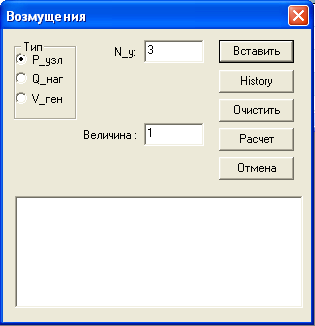 Возмущения
Тип
P_узл
Q_наг
V_ген
N_у: 3
Величина : 1
Вставить
History
Очистить
Расчет
Отмена